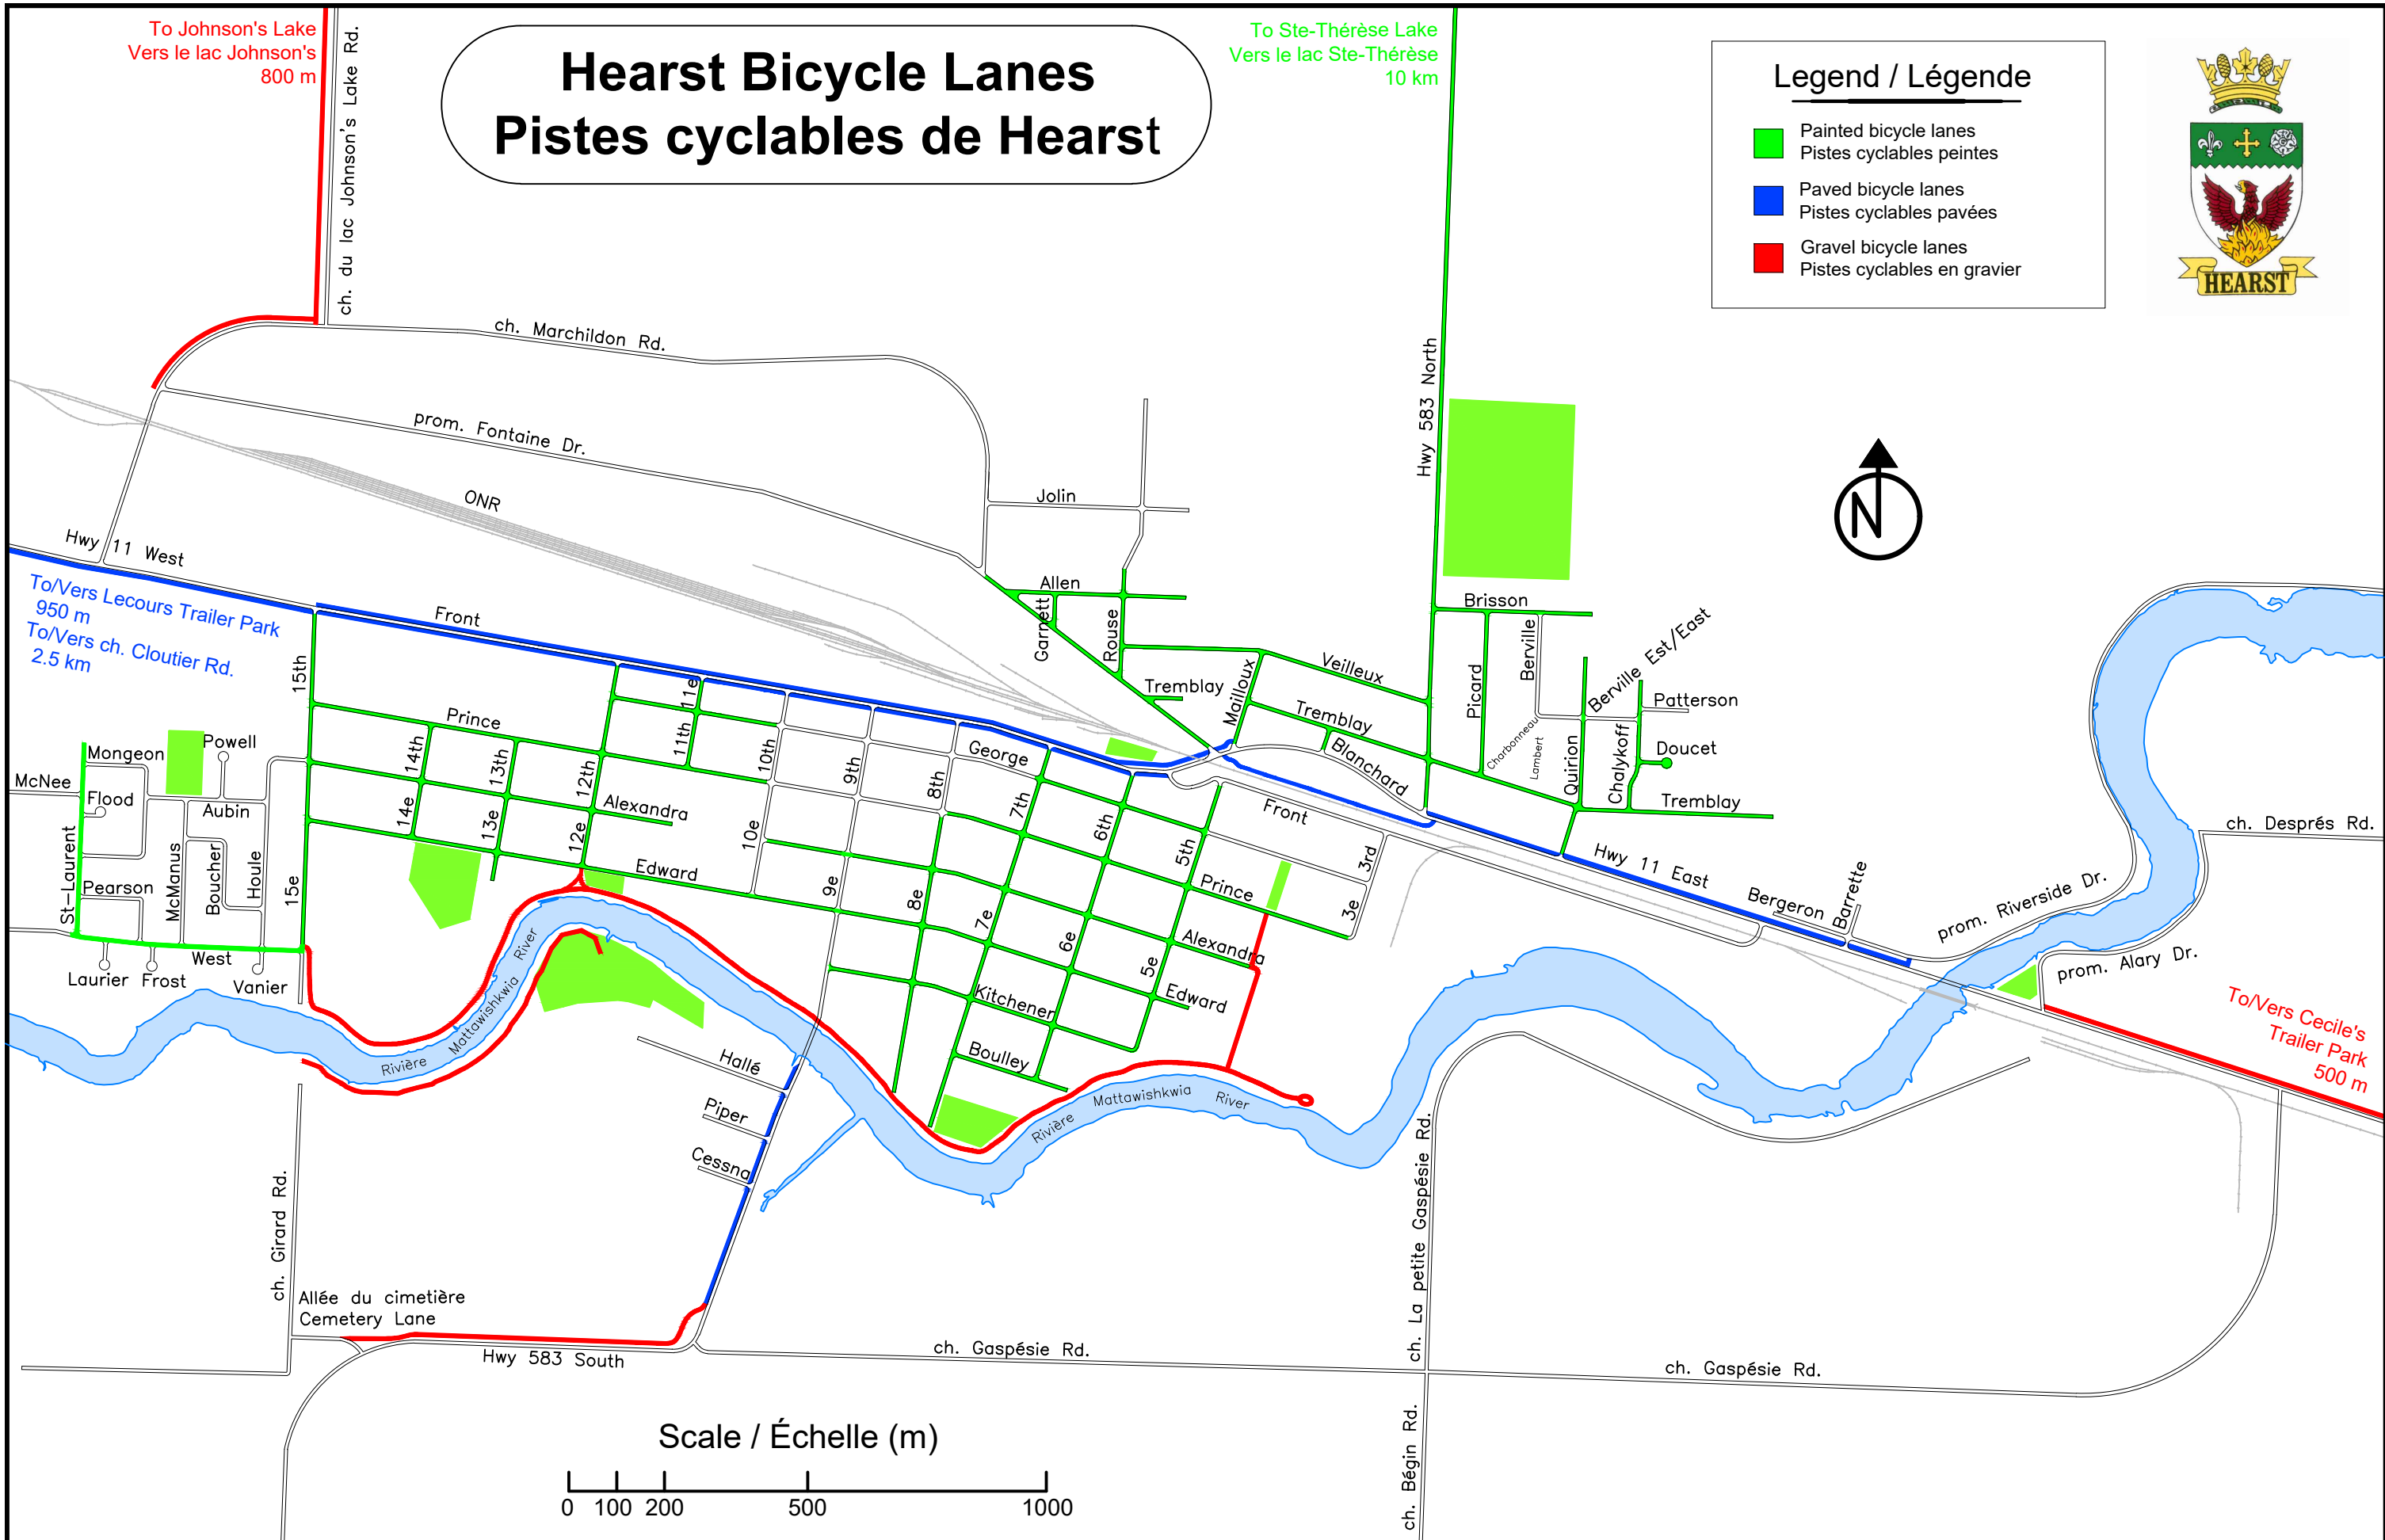 To Johnson's Lake
Vers le lac Johnson's
800 m
ch. du lac Johnson's Lake Rd.
Hearst Bicycle Lanes
Pistes cyclables de Hearst
To Ste-Thérèse Lake
Vers le lac Ste-Thérèse
10 km
Legend / Légende
Painted bicycle lanes
Pistes cyclables peintes
Paved bicycle lanes
Pistes cyclables pavées
Gravel bicycle lanes
Pistes cyclables en gravier
HEARST
ch. Marchildon Rd.
prom. Fontaine Dr.
ONR
Hwy 583 North
N
Jolin
Hwy 11 West
To/Vers Lecours Trailer Park
950 m
To/Vers ch. Cloutier Rd.
2.5 km
Front
Allen
Garnett
Rouse
Brisson
Berville
Berville Est/East
Picard
Veilleux
Mailloux
Tremblay
Tremblay
Patterson
Charbonneau
Lambert
Quirion
Chalykoff
Doucet
Tremblay
Blanchard
15th
Prince
11e
11th
14th
13th
12th
10th
9th
8th
George
7th
6th
5th
Front
3rd
Mongeon
Powell
McNee
Flood
Aubin
St-Laurent
McManus
Boucher
Houle
Pearson
15e
14e
13e
12e
Alexandra
10e
Edward
9e
8e
7e
6e
5e
Prince
3e
Alexandra
Edward
Kitchener
Boulley
West
Laurier
Frost
Vanier
Hwy 11 East
Bergeron
Barrette
prom. Riverside Dr.
ch. Després Rd.
prom. Alary Dr.
To/Vers Cecile's
Trailer Park
500 m
Rivière Mattawishkwia River
Rivière Mattawishkwia River
Hallé
Piper
Cessna
ch. Girard Rd.
Allée du cimetière
Cemetery Lane
Hwy 583 South
ch. Gaspésie Rd.
ch. La petite Gaspésie Rd.
ch. Gaspésie Rd.
ch. Bégin Rd.
Scale / Échelle (m)
0 100 200 500 1000